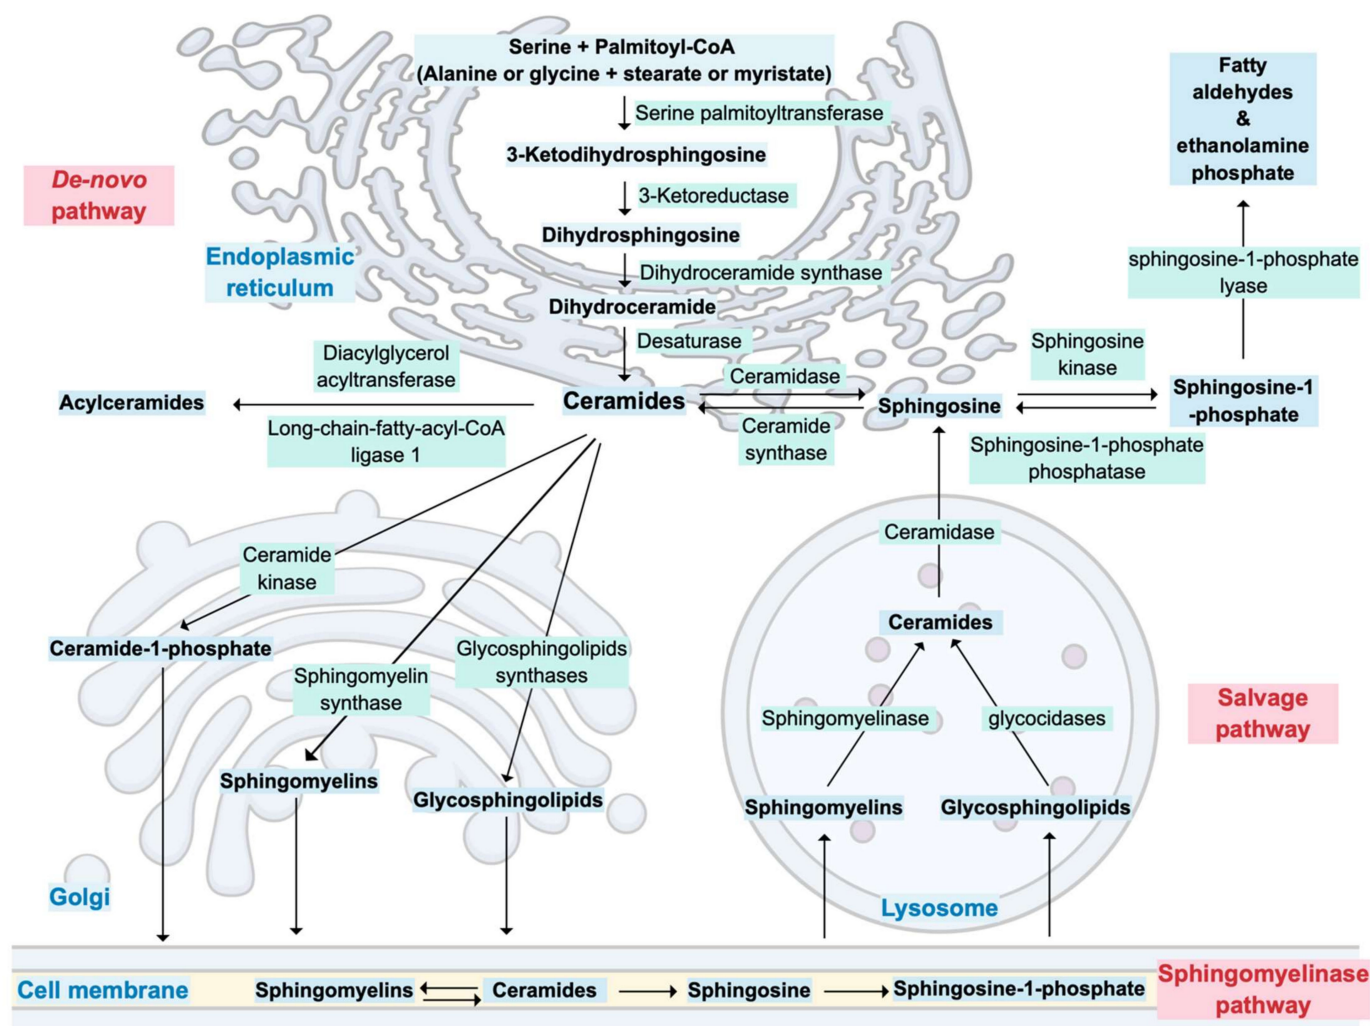 Serine + Palmitoyl-CoA
(Alanine or glycine + stearate or myristate)
Serine palmitoyltransferase
3-Ketodihydrosphingosine
3-Ketoreductase
Dihydrosphingosine
Dihydroceramide synthase
Dihydroceramide
Desaturase
De-novo
pathway
Endoplasmic
reticulum
Fatty
aldehydes
&
ethanolamine
phosphate
sphingosine-1-phosphate
lyase
Diacylglycerol
acyltransferase
Acylceramides
Long-chain-fatty-acyl-CoA
ligase 1
Ceramides
Ceramidase
Ceramide
synthase
Sphingosine
Sphingosine
kinase
Sphingosine-1
-phosphate
Sphingosine-1-phosphate
phosphatase
Ceramide
kinase
Ceramide-1-phosphate
Sphingomyelin
synthase
Glycosphingolipids
synthases
Sphingomyelins
Glycosphingolipids
Golgi
Ceramidase
Ceramides
Sphingomyelinase
glycocidases
Sphingomyelins
Glycosphingolipids
Lysosome
Salvage
pathway
Cell membrane
Sphingomyelins
Ceramides
Sphingosine
Sphingosine-1-phosphate
Sphingomyelinase
pathway